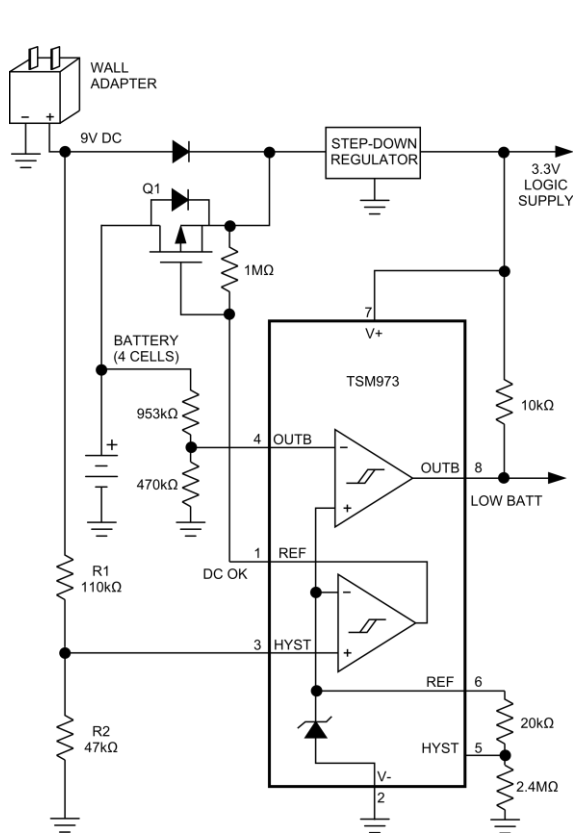 WALL
ADAPTER
− +
9V DC
STEP-DOWN
REGULATOR
3.3V
LOGIC
SUPPLY
Q1
1MΩ
7
V+
BATTERY
(4 CELLS)
TSM973
953kΩ
10kΩ
+
4 OUTB
−
OUTB 8
470kΩ
LOW BATT
+
1 REF
DC OK
R1
110kΩ
−
3 HYST
+
REF 6
R2
47kΩ
20kΩ
HYST 5
V-
2.4MΩ
2